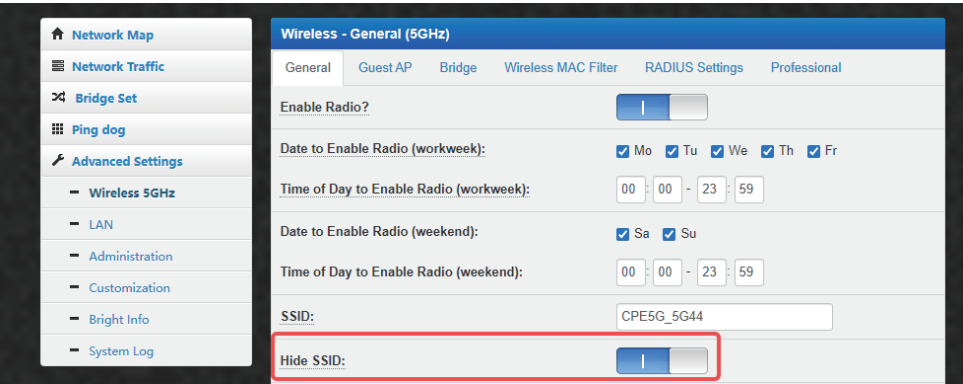 Network Map
Network Traffic
Bridge Set
Ping dog
Advanced Settings
Wireless 5GHz
LAN
Administration
Customization
Bright Info
System Log
Wireless - General (5GHz)
General Guest AP Bridge Wireless MAC Filter RADIUS Settings Professional
Enable Radio?
Date to Enable Radio (workweek): Mo Tu We Th Fr
Time of Day to Enable Radio (workweek): 00 : 00 - 23 : 59
Date to Enable Radio (weekend): Sa Su
Time of Day to Enable Radio (weekend): 00 : 00 - 23 : 59
SSID: CPE5G_5G44
Hide SSID: